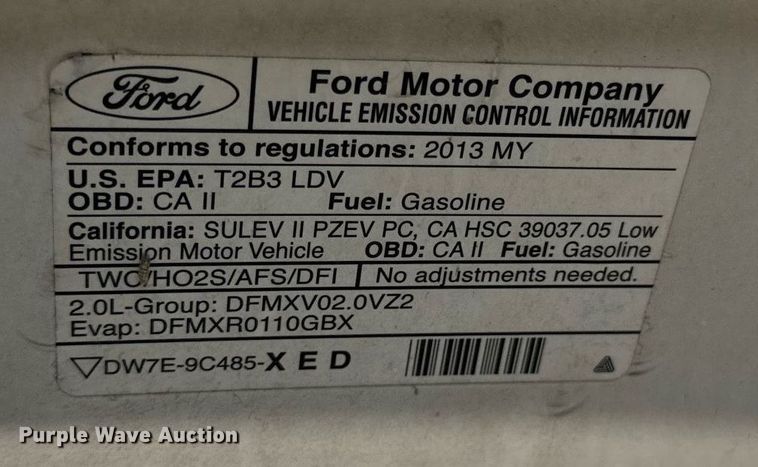 Ford
Ford Motor Company
VEHICLE EMISSION CONTROL INFORMATION
Conforms to regulations: 2013 MY
U.S. EPA: T2B3 LDV
OBD: CA II Fuel: Gasoline
California: SULEV II PZEV PC, CA HSC 39037.05 Low
Emission Motor Vehicle OBD: CA II Fuel: Gasoline
TWC/HO2S/AFS/DFI No adjustments needed.
2.0L-Group: DFMXV02.0VZ2
Evap: DFMXR0110GBX
DW7E-9C485-XED
Purple Wave Auction